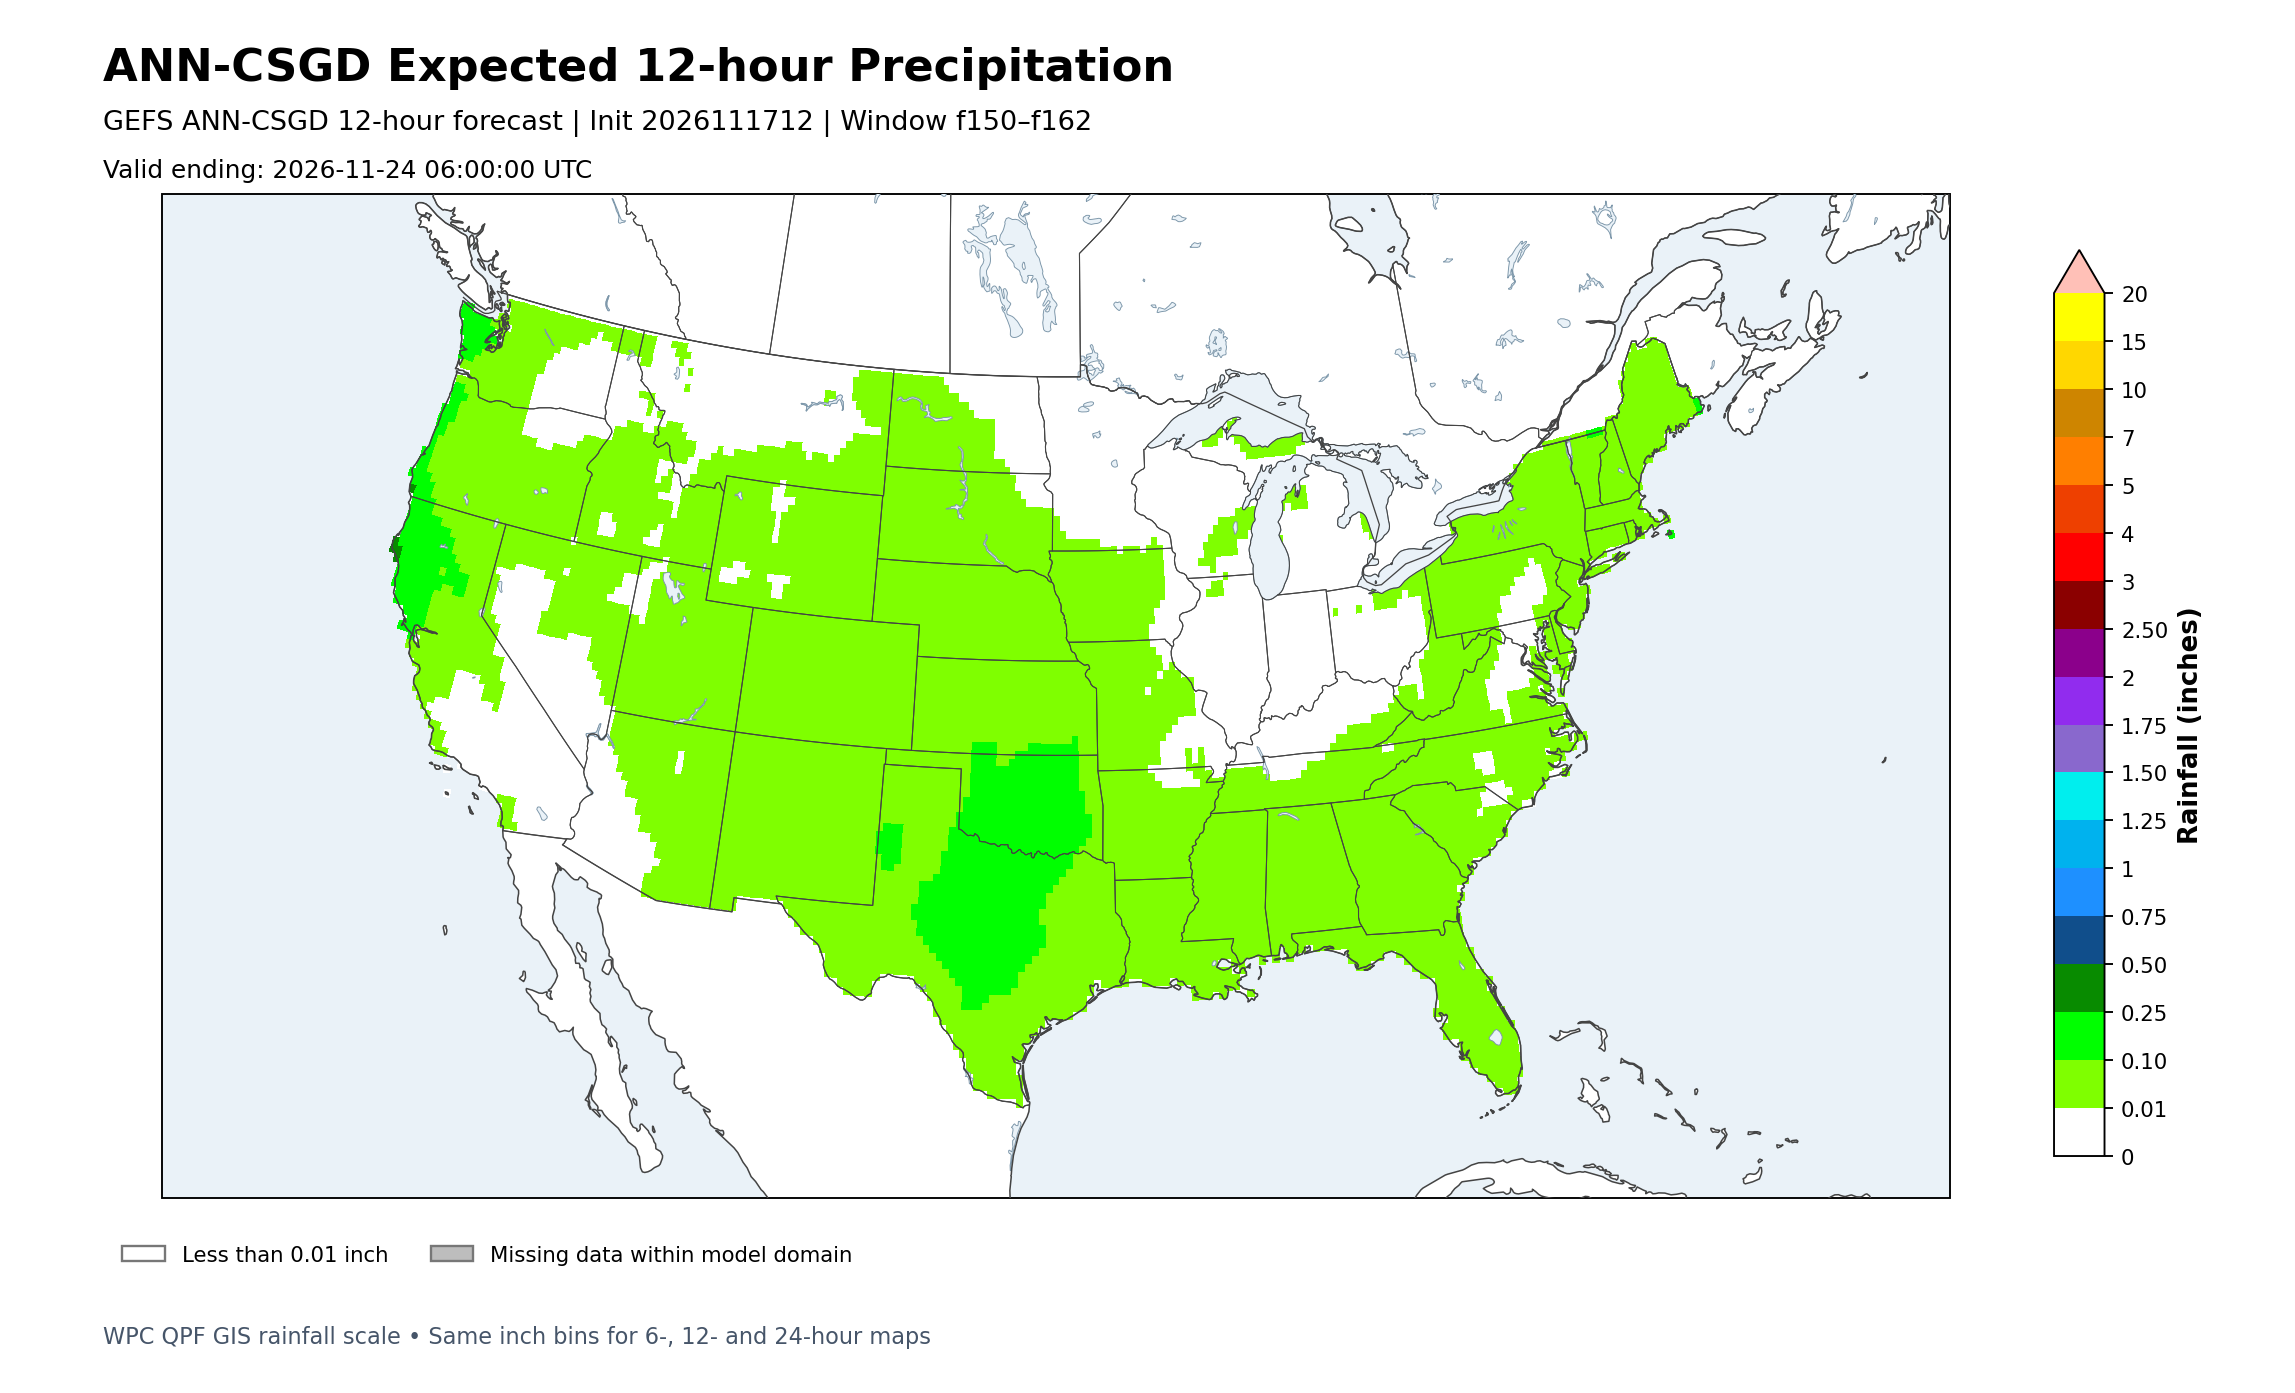 ANN-CSGD Expected 12-hour Precipitation
GEFS ANN-CSGD 12-hour forecast | Init 2026111712 | Window f150–f162
Valid ending: 2026-11-24 06:00:00 UTC
20
15
10
7
5
4
3
2.50
2
1.75
1.50
1.25
1
0.75
0.50
0.25
0.10
0.01
0
Rainfall (inches)
Less than 0.01 inch
Missing data within model domain
WPC QPF GIS rainfall scale • Same inch bins for 6-, 12- and 24-hour maps